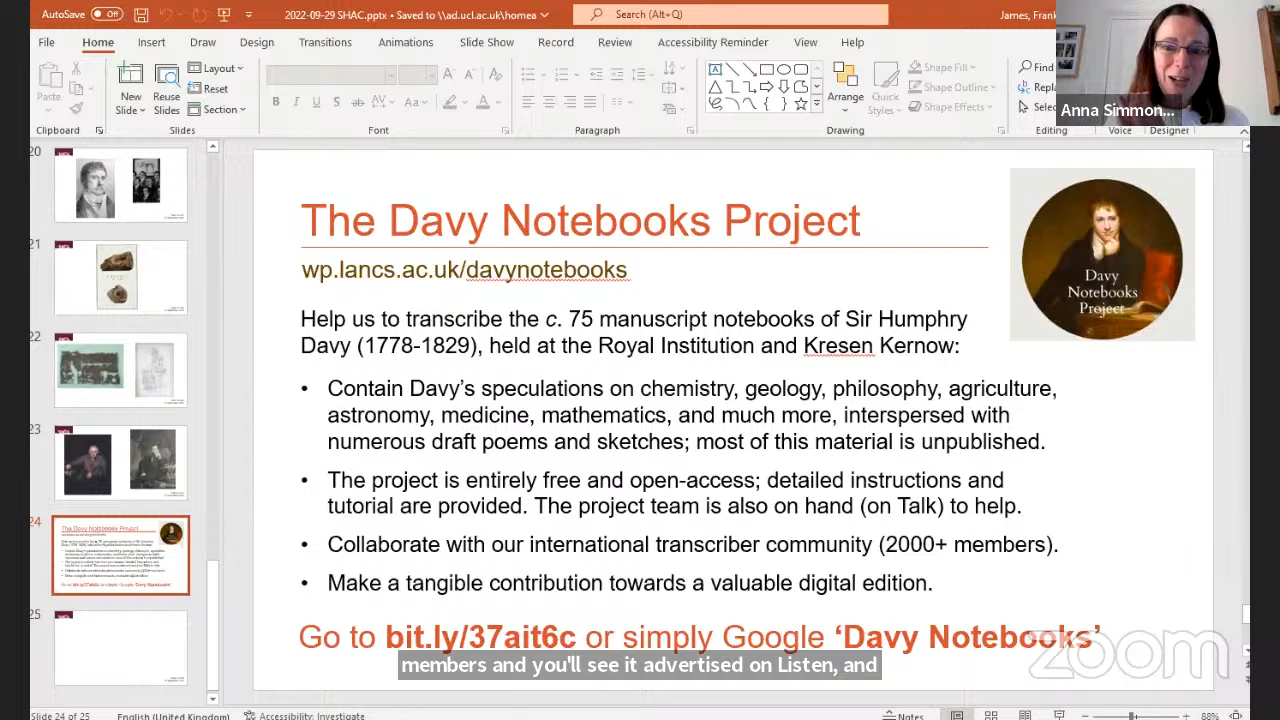 AutoSave Off 2022-09-29 SHAC.pptx • Saved to \\ad.ucl.ac.uk\homea Search (Alt+Q) James, Frank
File Home Insert Draw Design Transitions Animations Slide Show Record Review Accessibility Reminder View Help
Paste New Slide Reuse Slides Layout Reset Section
Arrange Quick Styles Shape Fill Shape Outline Shape Effects Find Repla Selec
Clipboard Slides Font Paragraph Drawing Editing Voice Designer
Anna Simmon...
20
21
22
23
24
25
The Davy Notebooks Project
wp.lancs.ac.uk/davynotebooks
Davy
Notebooks
Project
Help us to transcribe the c. 75 manuscript notebooks of Sir Humphry
Davy (1778-1829), held at the Royal Institution and Kresen Kernow:
• Contain Davy's speculations on chemistry, geology, philosophy, agriculture,
astronomy, medicine, mathematics, and much more, interspersed with
numerous draft poems and sketches; most of this material is unpublished.
• The project is entirely free and open-access; detailed instructions and
tutorial are provided. The project team is also on hand (on Talk) to help.
• Collaborate with our international transcriber community (2000+ members).
• Make a tangible contribution towards a valuable digital edition.
Go to bit.ly/37ait6c or simply Google ‘Davy Notebooks’
members and you'll see it advertised on Listen, and
zoom
Slide 24 of 25 English (United Kingdom) Accessibility: Investigate Notes 88%